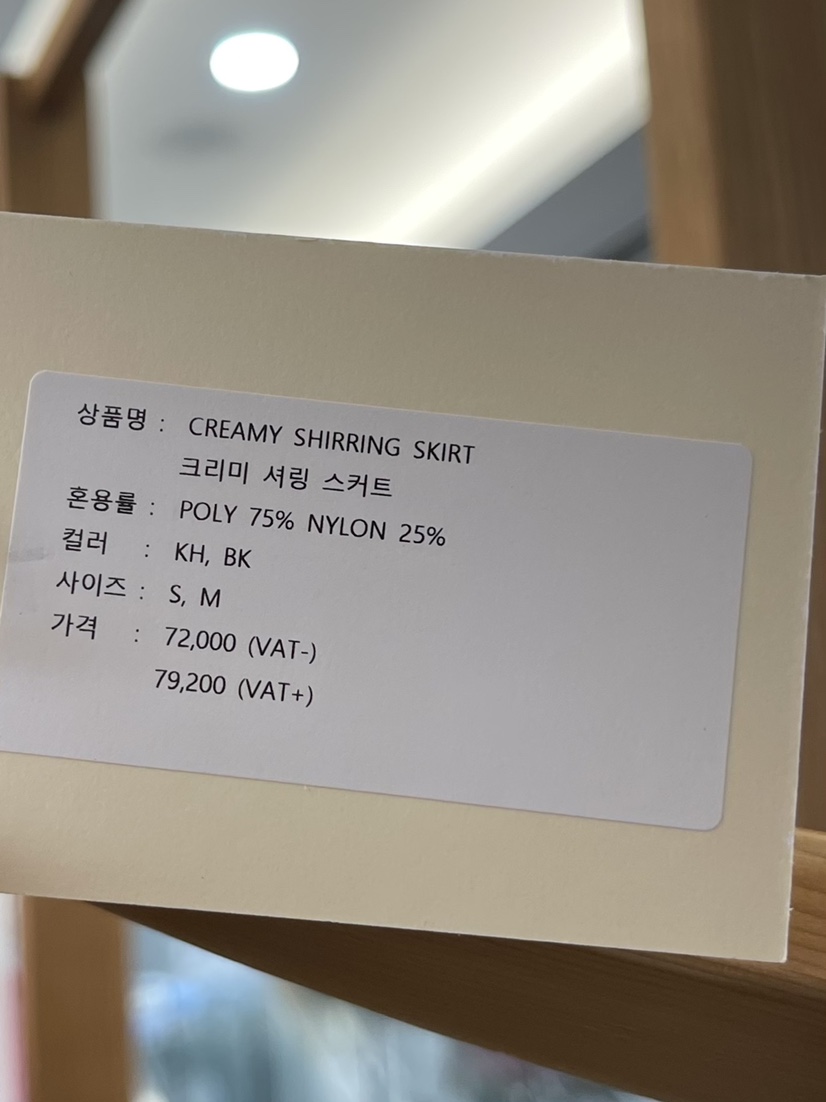 상품명 : CREAMY SHIRRING SKIRT
크리미 셔링 스커트
혼용률 : POLY 75% NYLON 25%
컬러 : KH, BK
사이즈 : S, M
가격 : 72,000 (VAT-)
79,200 (VAT+)